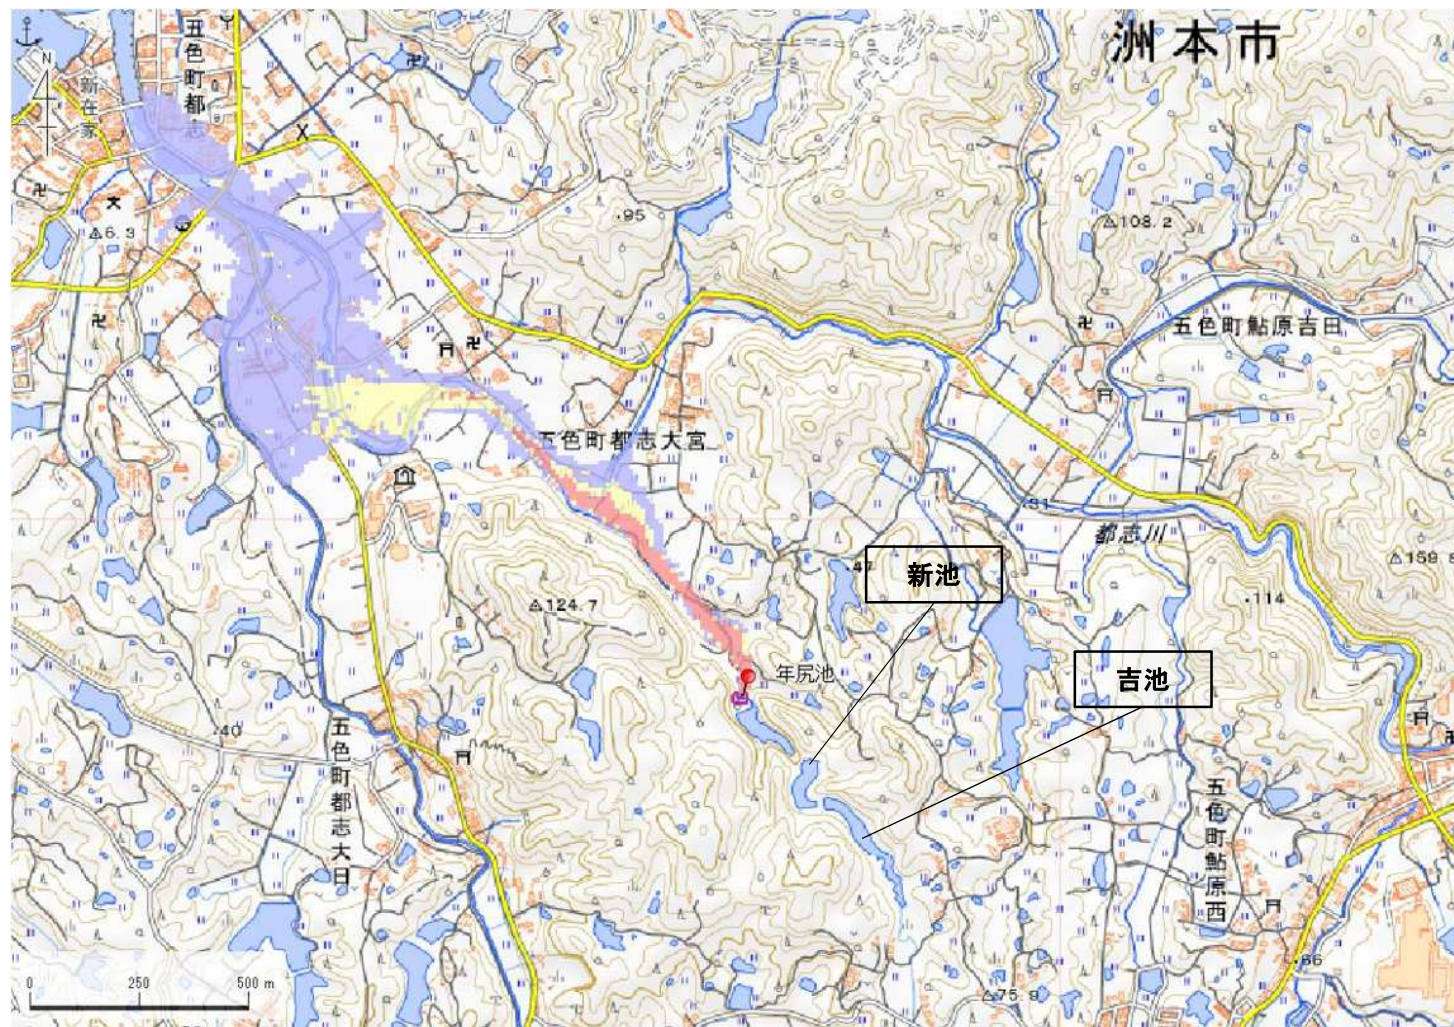 洲本市
五色町都志
新在家
N
X
6.3
.95
108.2
五色町鮎原吉田
五色町都志大宮
.31
都志川
159.8
.47
新池
.114
124.7
吉池
年尻池
.40
五色町都志大日
五色町鮎原西
.66
75.9
0 250 500 m